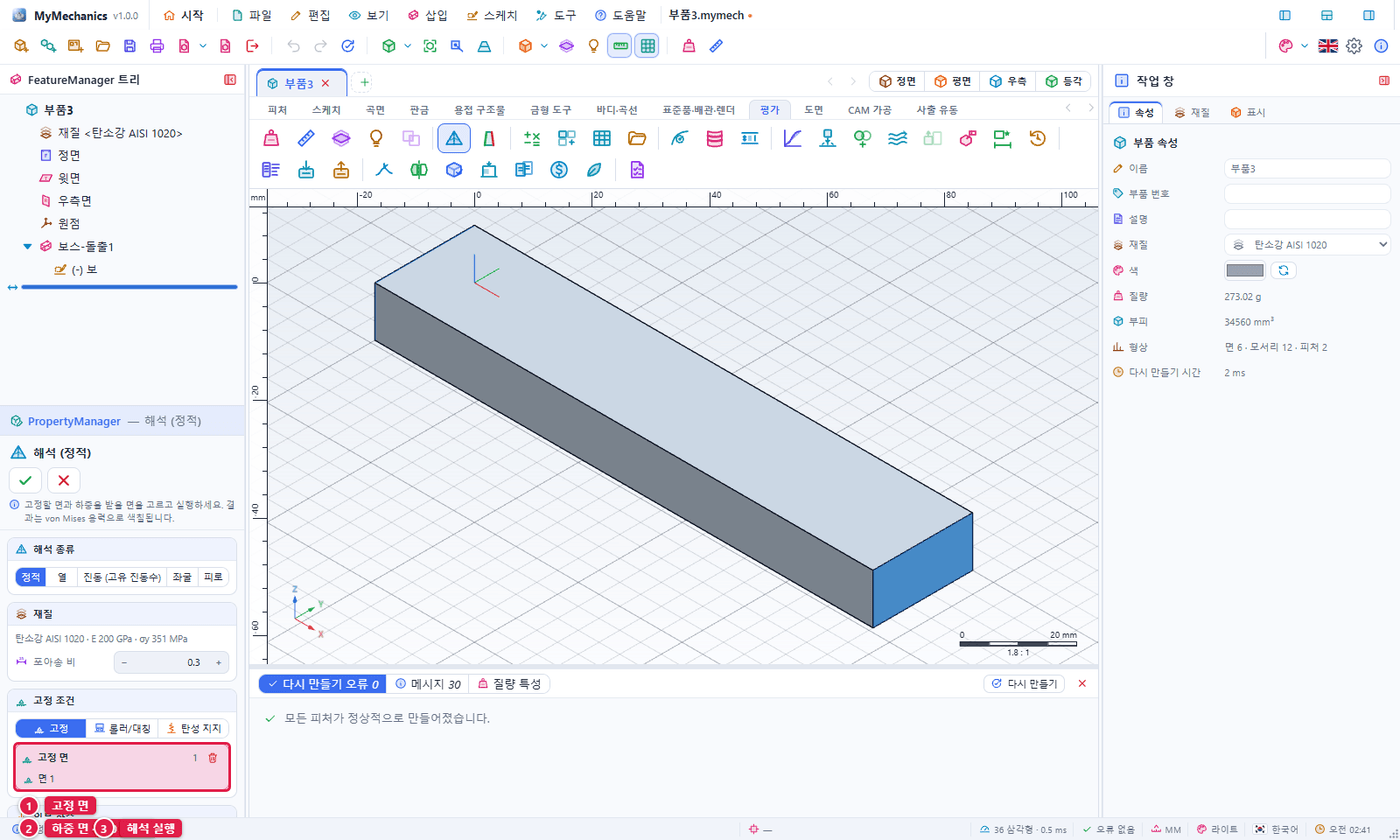 MyMechanics v1.0.0 시작 파일 편집 보기 삽입 스케치 도구 도움말 부품3.mymech •
FeatureManager 트리
부품3
재질 <탄소강 AISI 1020>
정면
윗면
우측면
원점
보스-돌출1
(-) 보
PropertyManager — 해석 (정적)
해석 (정적)
고정할 면과 하중을 받을 면을 고르고 실행하세요. 결
과는 von Mises 응력으로 색칠됩니다.
해석 종류
정적 열 진동 (고유 진동수) 좌굴 피로
재질
탄소강 AISI 1020 · E 200 GPa · σy 351 MPa
포아송 비 − 0.3 +
고정 조건
고정 롤러/대칭 탄성 지지
고정 면 1
면 1
1 고정 면
2 하중 면 3 해석 실행
부품3 × +
정면 평면 우측 등각
피처 스케치 곡면 판금 용접 구조물 금형 도구 바디·곡선 표준품·배관·렌더 평가 도면 CAM 가공 사출 유동
mm -20 0 20 40 60 80 100
0
-20
-40
-60
Z
Y
X
0 20 mm
1.8 : 1
다시 만들기 오류 0 메시지 30 질량 특성 다시 만들기
모든 피처가 정상적으로 만들어졌습니다.
작업 창
속성 재질 표시
부품 속성
이름 부품3
부품 번호
설명
재질 탄소강 AISI 1020
색
질량 273.02 g
부피 34560 mm³
형상 면 6 · 모서리 12 · 피처 2
다시 만들기 시간 2 ms
— 36 삼각형 · 0.5 ms 오류 없음 MM 라이트 한국어 오전 02:41